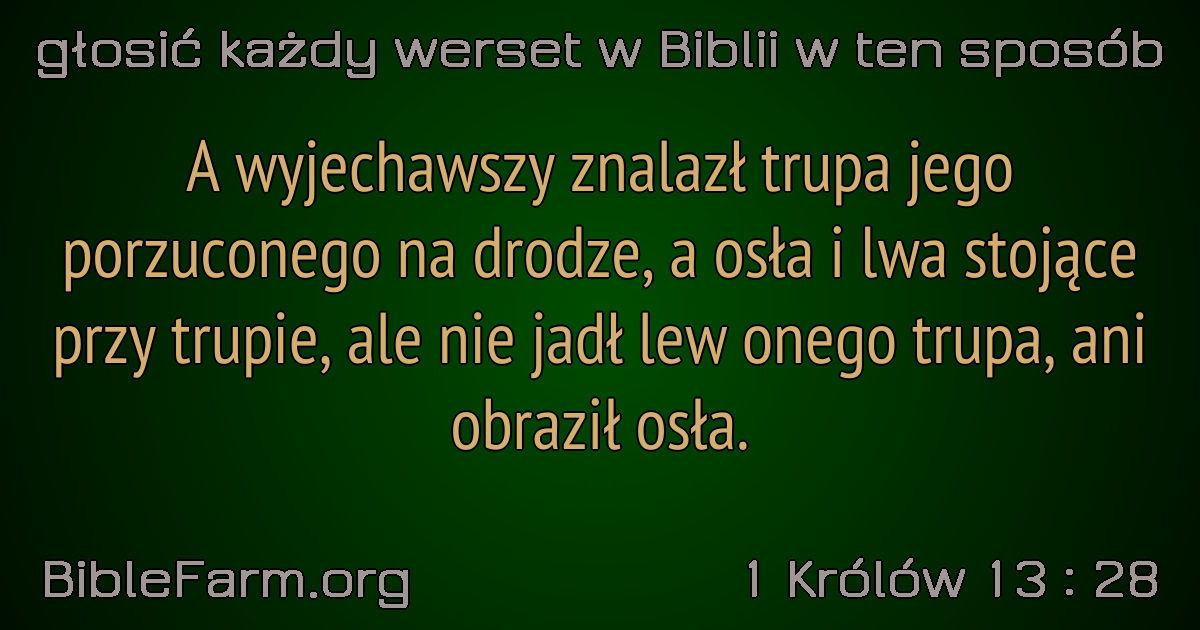 głosić każdy werset w Biblii w ten sposób
A wyjechawszy znalazł trupa jego
porzuconego na drodze, a osła i lwa stojące
przy trupie, ale nie jadł lew onego trupa, ani
obraził osła.
BibleFarm.org
1 Królów 13 : 28